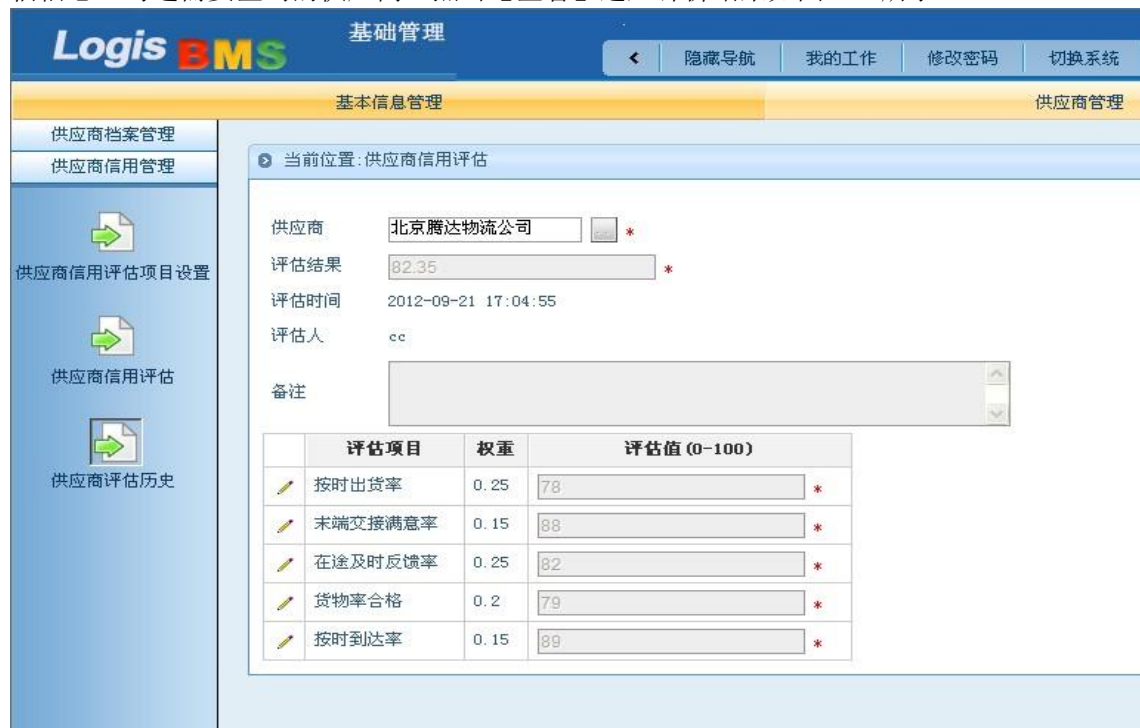 Logis BMS
基础管理
隐藏导航 我的工作 修改密码 切换系统
基本信息管理 供应商管理
供应商档案管理
供应商信用管理
当前位置:供应商信用评估
供应商信用评估项目设置
供应商信用评估
供应商评估历史
供应商 北京腾达物流公司 ... *
评估结果 82.35 *
评估时间 2012-09-21 17:04:55
评估人 cc
备注
评估项目 权重 评估值(0-100)
按时出货率 0.25 78 *
末端交接满意率 0.15 88 *
在途及时反馈率 0.25 82 *
货物率合格 0.2 79 *
按时到达率 0.15 89 *